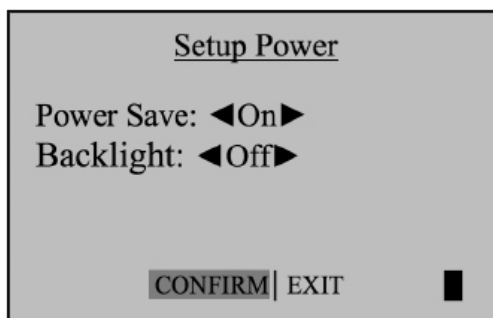 Setup Power
Power Save: ◀On▶
Backlight: ◀Off▶
CONFIRM| EXIT